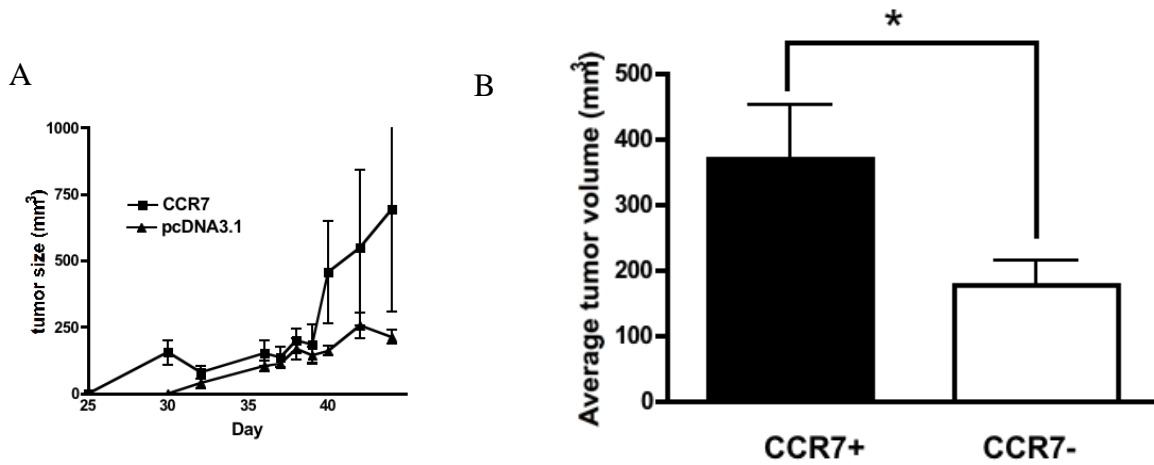 A
tumor size (mm3)
1000
750
500
250
0
CCR7
pcDNA3.1
25
30
35
40
Day
B
*
Average tumor volume (mm3)
500
400
300
200
100
0
CCR7+
CCR7-